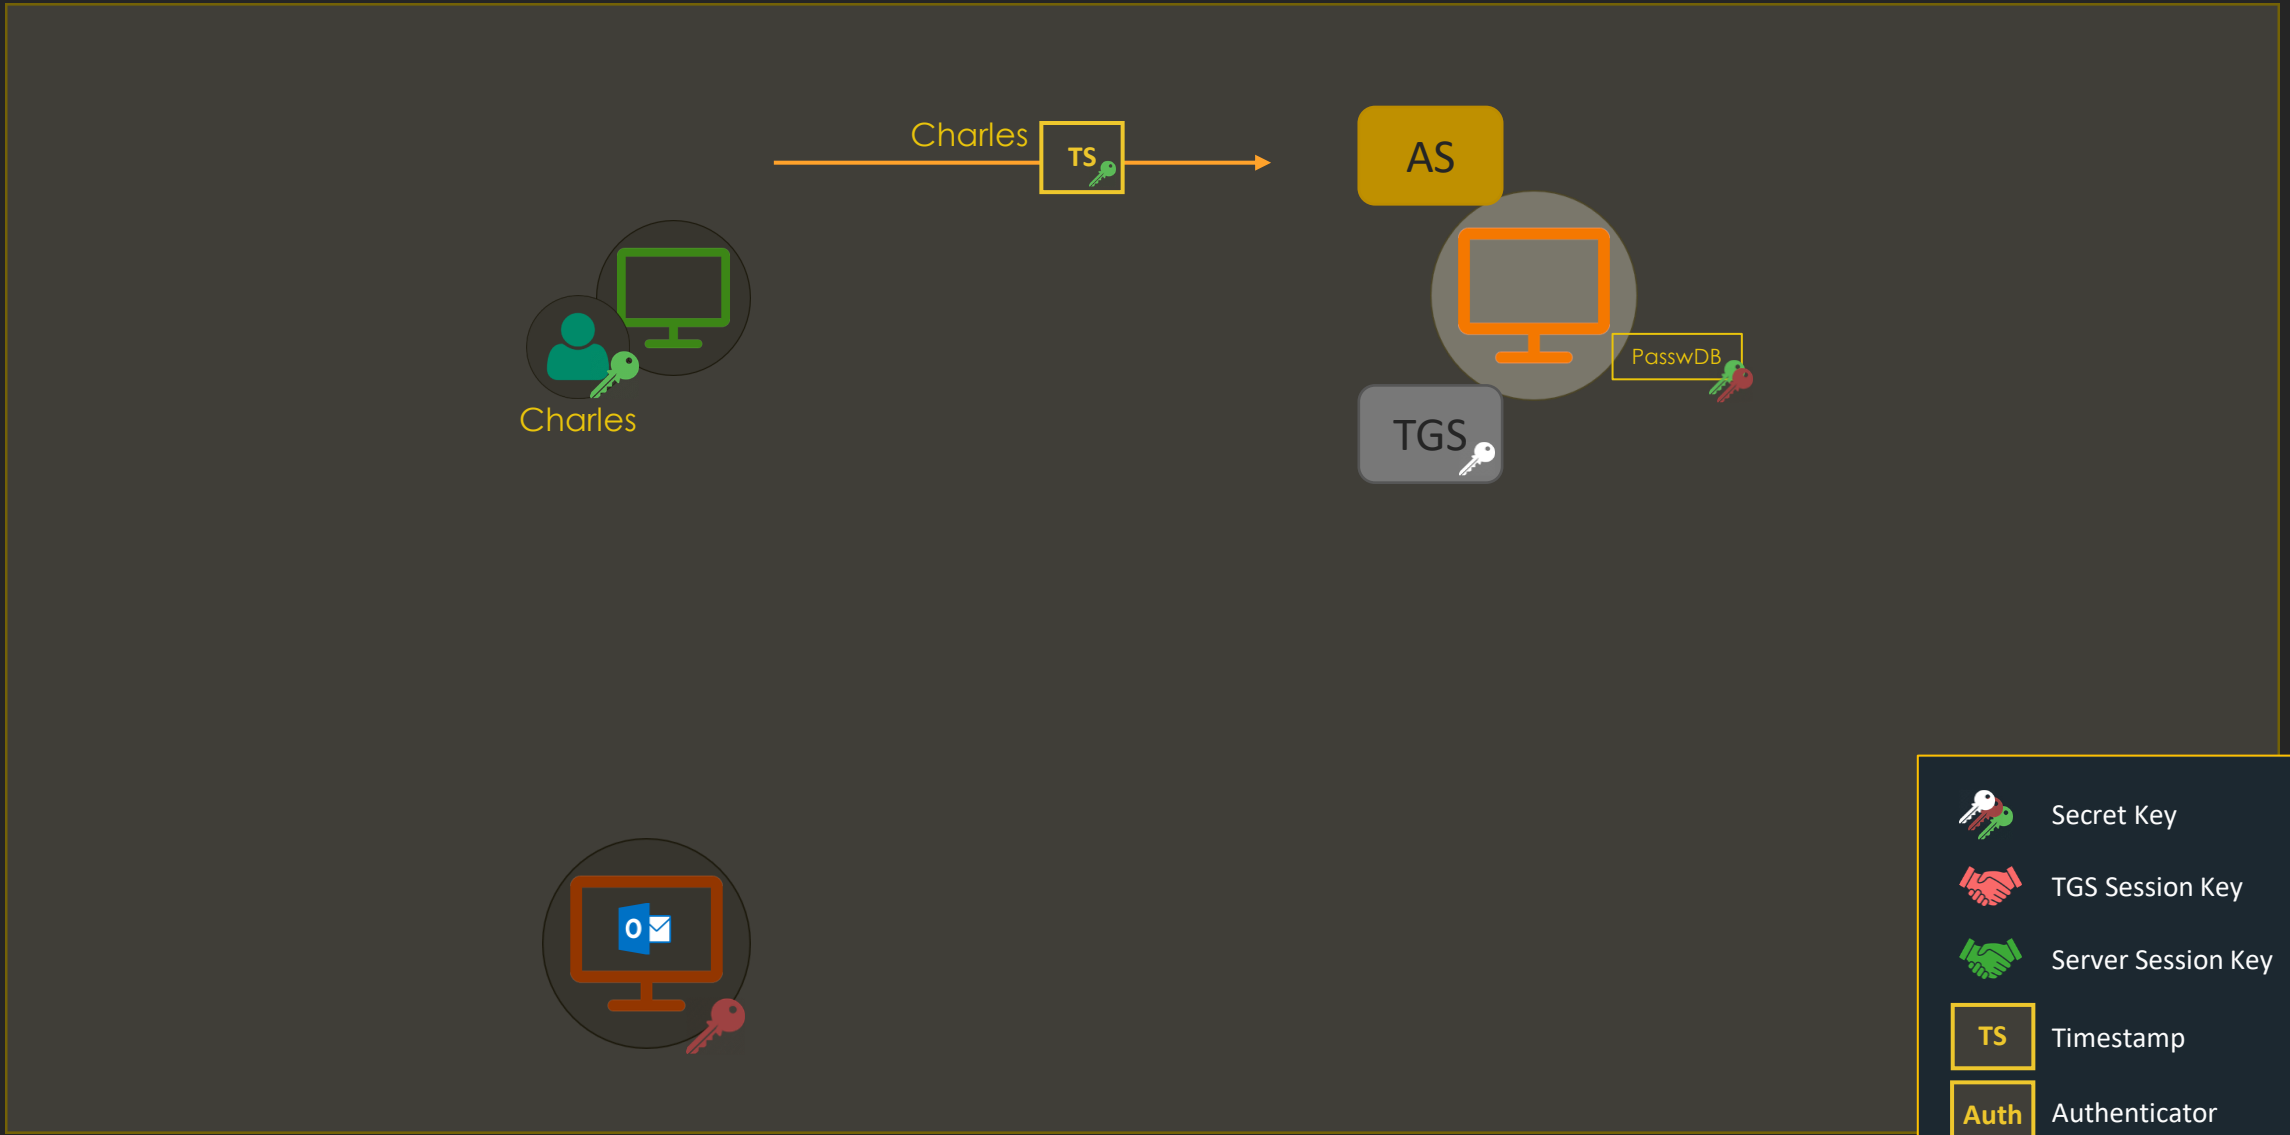 Charles
TS
AS
PasswDB
Charles
TGS
O
Secret Key
TGS Session Key
Server Session Key
TS
Timestamp
Auth
Authenticator